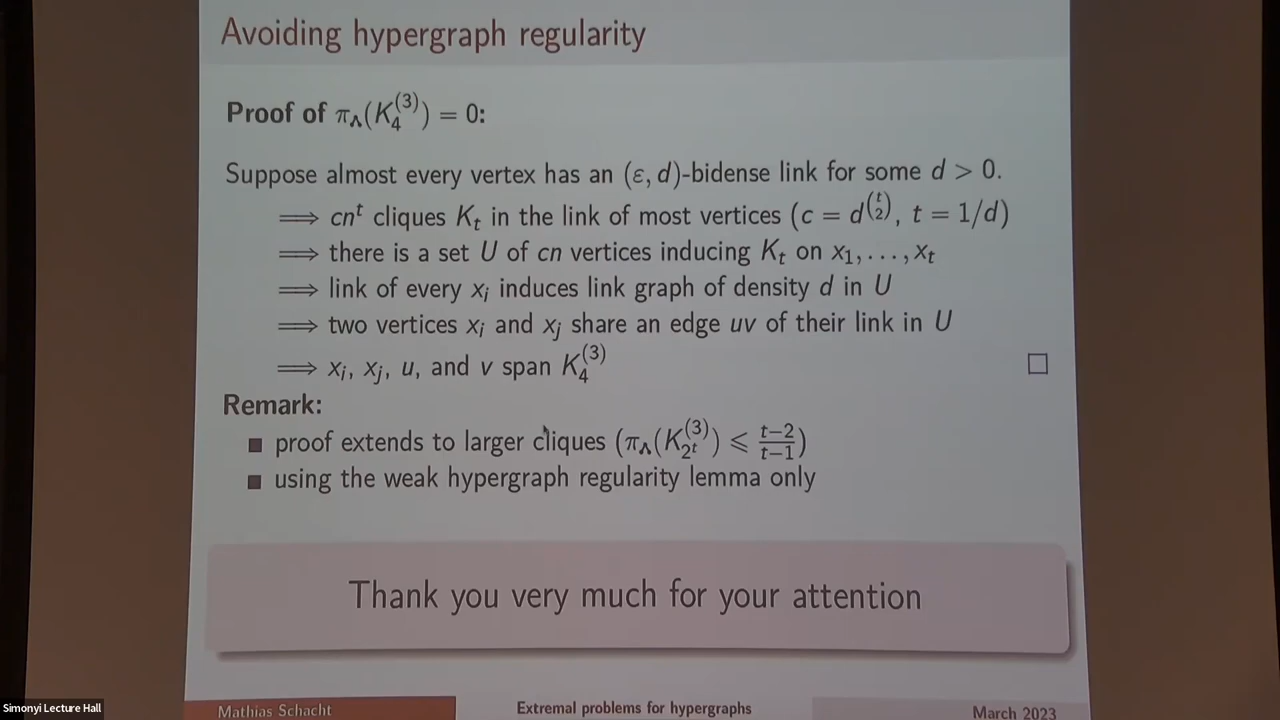 Avoiding hypergraph regularity
Proof of π_⋏(K_4^{(3)}) = 0:
Suppose almost every vertex has an (ε, d)-bidense link for some d > 0.
⟹ cn^t cliques K_t in the link of most vertices (c = d^{\binom{t}{2}}, t = 1/d)
⟹ there is a set U of cn vertices inducing K_t on x_1, . . . , x_t
⟹ link of every x_i induces link graph of density d in U
⟹ two vertices x_i and x_j share an edge uv of their link in U
⟹ x_i, x_j, u, and v span K_4^{(3)} □
Remark:
■ proof extends to larger cliques (π_⋏(K_{2^t}^{(3)}) ⩽ \frac{t−2}{t−1})
■ using the weak hypergraph regularity lemma only
Thank you very much for your attention
Mathias Schacht Extremal problems for hypergraphs March 2023
Simonyi Lecture Hall